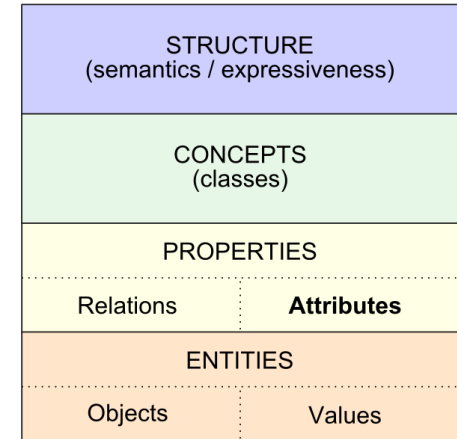 STRUCTURE
(semantics / expressiveness)
CONCEPTS
(classes)
PROPERTIES
Relations Attributes
ENTITIES
Objects Values